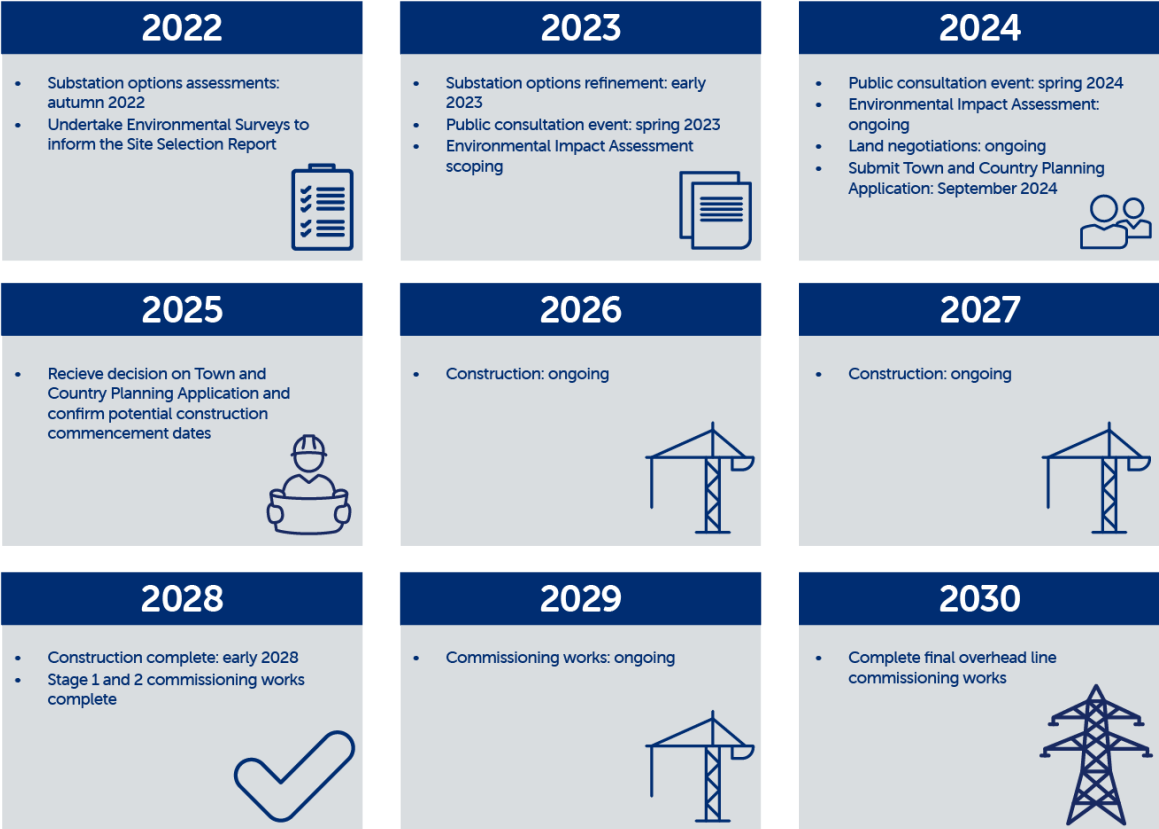 2022
• Substation options assessments:
autumn 2022
• Undertake Environmental Surveys to
inform the Site Selection Report
2023
• Substation options refinement: early
2023
• Public consultation event: spring 2023
• Environmental Impact Assessment
scoping
2024
• Public consultation event: spring 2024
• Environmental Impact Assessment:
ongoing
• Land negotiations: ongoing
• Submit Town and Country Planning
Application: September 2024
2025
• Recieve decision on Town and
Country Planning Application and
confirm potential construction
commencement dates
2026
• Construction: ongoing
2027
• Construction: ongoing
2028
• Construction complete: early 2028
• Stage 1 and 2 commissioning works
complete
2029
• Commissioning works: ongoing
2030
• Complete final overhead line
commissioning works